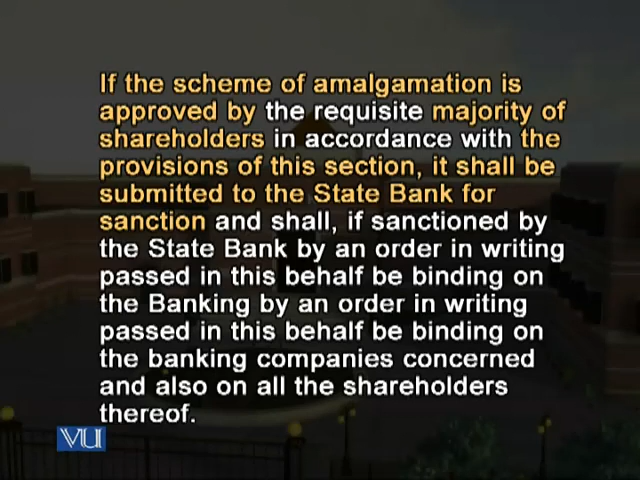 If the scheme of amalgamation is
approved by the requisite majority of
shareholders in accordance with the
provisions of this section, it shall be
submitted to the State Bank for
sanction and shall, if sanctioned by
the State Bank by an order in writing
passed in this behalf be binding on
the Banking by an order in writing
passed in this behalf be binding on
the banking companies concerned
and also on all the shareholders
thereof.
VU